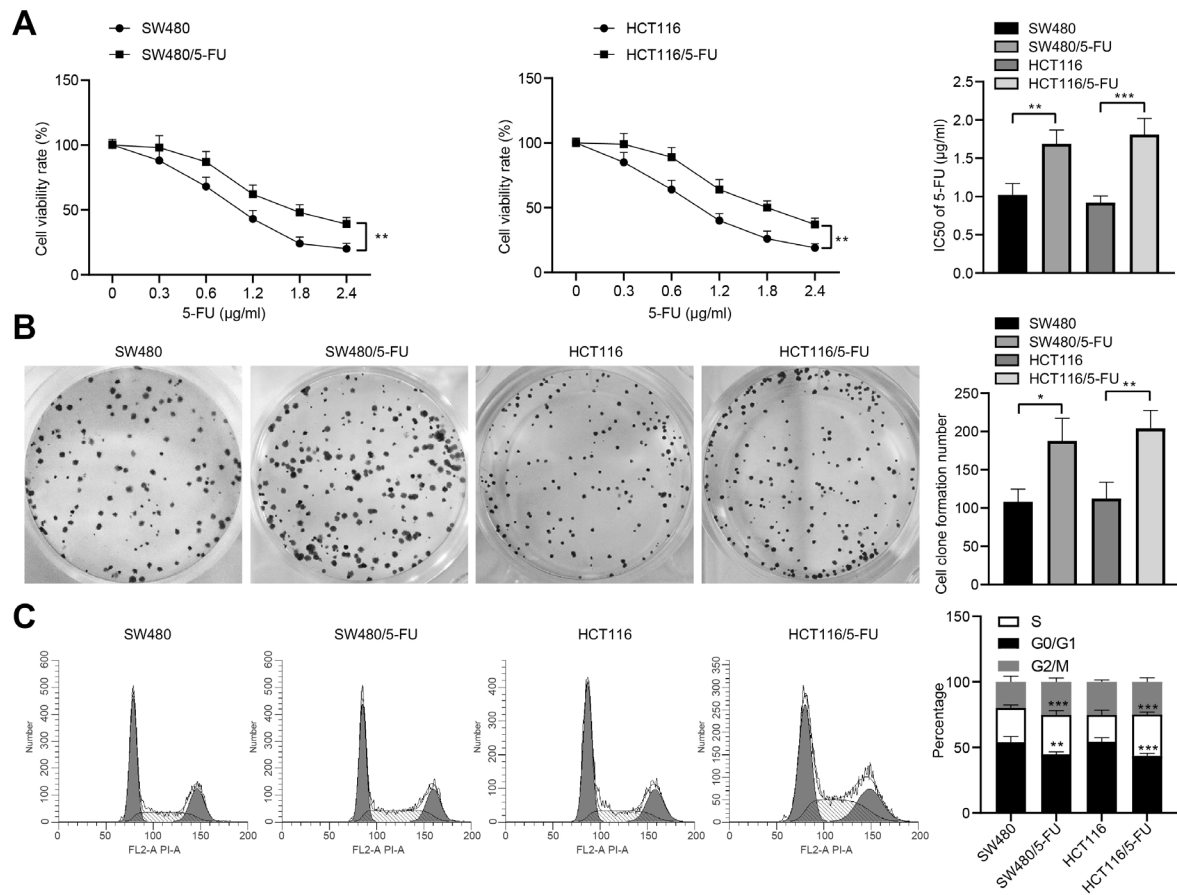 A
SW480
SW480/5-FU
Cell viability rate (%)
150
100
50
0
**
0 0.3 0.6 1.2 1.8 2.4
5-FU (µg/ml)
HCT116
HCT116/5-FU
Cell viability rate (%)
150
100
50
0
**
0 0.3 0.6 1.2 1.8 2.4
5-FU (µg/ml)
SW480
SW480/5-FU
HCT116
HCT116/5-FU
IC50 of 5-FU (µg/ml)
2.5
2.0
1.5
1.0
0.5
0.0
** ***
B
SW480 SW480/5-FU HCT116 HCT116/5-FU
SW480
SW480/5-FU
HCT116
HCT116/5-FU
Cell clone formation number
250
200
150
100
50
0
* **
C
SW480
Number
600
500
400
300
200
100
0
0 50 100 150 200
FL2-A PI-A
SW480/5-FU
Number
600
500
400
300
200
100
0
0 50 100 150 200
FL2-A PI-A
HCT116
Number
500
400
300
200
100
0
0 50 100 150 200
FL2-A PI-A
HCT116/5-FU
Number
350
300
250
200
150
100
50
0
0 50 100 150 200
FL2-A PI-A
S
G0/G1
G2/M
Percentage
150
100
50
0
*** ***
** ***
SW480
SW480/5-FU
HCT116
HCT116/5-FU